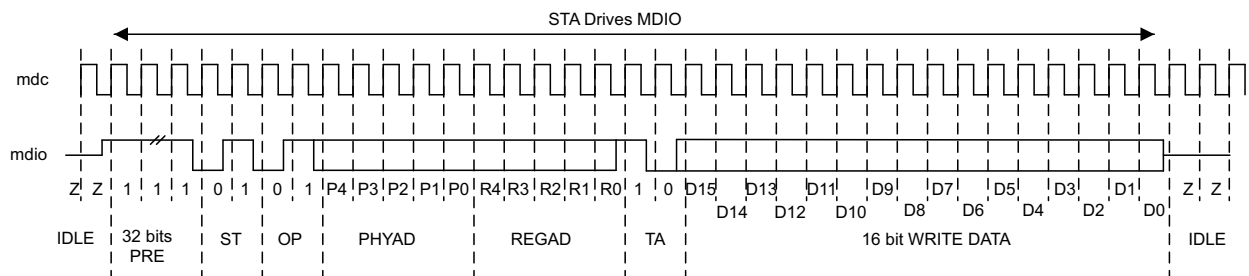 STA Drives MDIO
mdc
mdio
Z Z 1 1 1 0 1 0 1 P4 P3 P2 P1 P0 R4 R3 R2 R1 R0 1 0 D15 D13 D11 D9 D7 D5 D3 D1 Z Z
D14 D12 D10 D8 D6 D4 D2 D0
IDLE 32 bits ST OP PHYAD REGAD TA 16 bit WRITE DATA IDLE
PRE